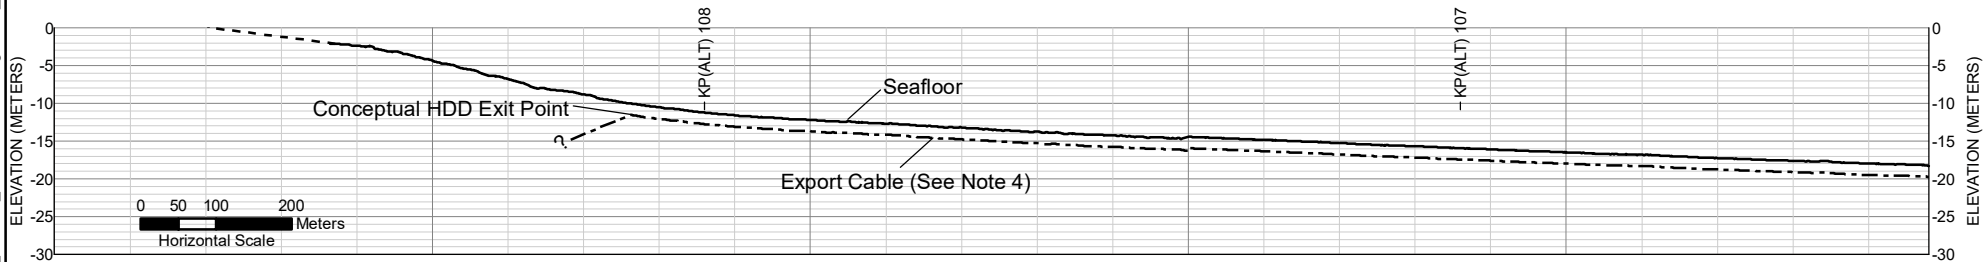 KP(ALT) 108
KP(ALT) 107
ELEVATION (METERS)
0
-5
-10
-15
-20
-25
-30
Seafloor
Conceptual HDD Exit Point
?
Export Cable (See Note 4)
0 50 100 200
Meters
Horizontal Scale
0
-5
-10
-15
-20
-25
-30
ELEVATION (METERS)